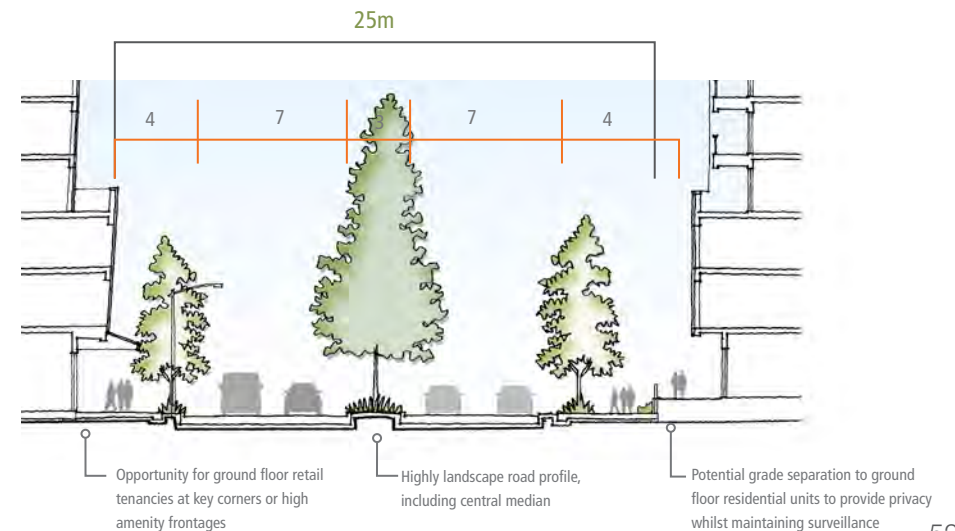 25m
4 7 3 7 4
Opportunity for ground floor retail
tenancies at key corners or high
amenity frontages
Highly landscape road profile,
including central median
Potential grade separation to ground
floor residential units to provide privacy
whilst maintaining surveillance